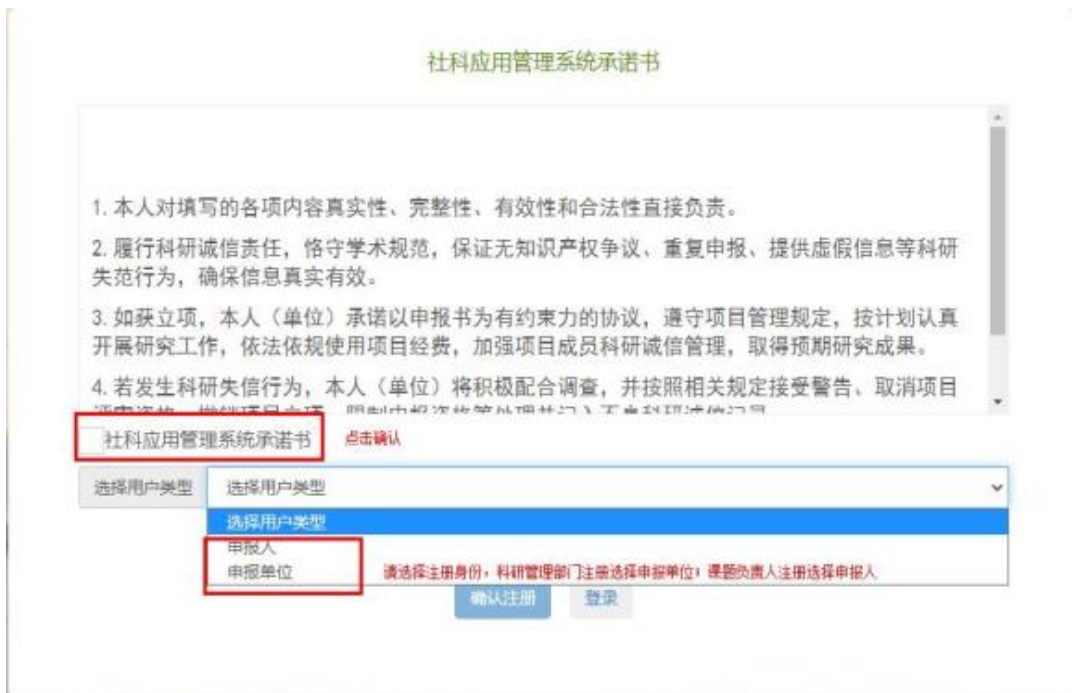 社科应用管理系统承诺书
1. 本人对填写的各项内容真实性、完整性、有效性和合法性直接负责。
2. 履行科研诚信责任，恪守学术规范，保证无知识产权争议、重复申报、提供虚假信息等科研
失范行为，确保信息真实有效。
3. 如获立项，本人（单位）承诺以申报书为有约束力的协议，遵守项目管理规定，按计划认真
开展研究工作，依法依规使用项目经费，加强项目成员科研诚信管理，取得预期研究成果。
4. 若发生科研失信行为，本人（单位）将积极配合调查，并按照相关规定接受警告、取消项目
社科应用管理系统承诺书 点击确认
选择用户类型 选择用户类型
选择用户类型
申报人
申报单位 请选择注册身份，科研管理部门注册选择申报单位；课题负责人注册选择申报人
确认注册 登录